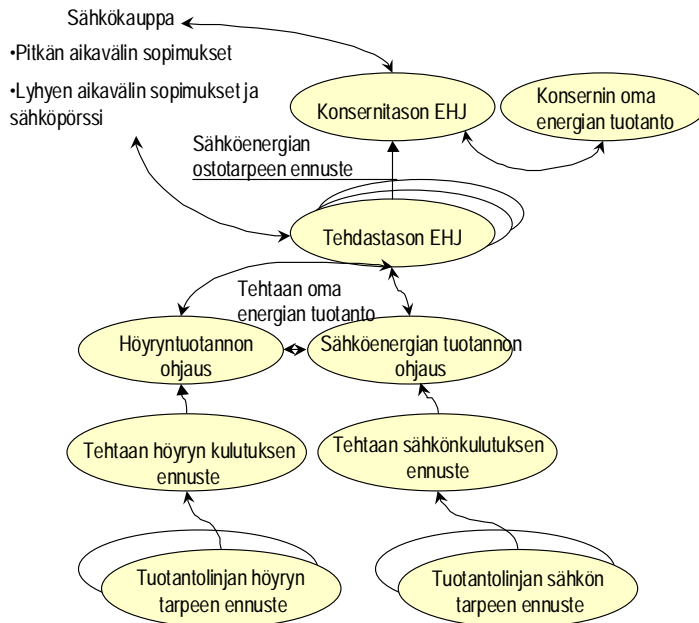 Sähkökauppa
•Pitkän aikavälin sopimukset
•Lyhyen aikavälin sopimukset ja
sähköpörssi
Konsernitason EHJ
Konsernin oma
energian tuotanto
Sähköenergian
ostotarpeen ennuste
Tehdastason EHJ
Tehtaan oma
energian tuotanto
Höyryntuotannon
ohjaus
Sähköenergian tuotannon
ohjaus
Tehtaan höyryn kulutuksen
ennuste
Tehtaan sähkönkulutuksen
ennuste
Tuotantolinjan höyryn
tarpeen ennuste
Tuotantolinjan sähkön
tarpeen ennuste